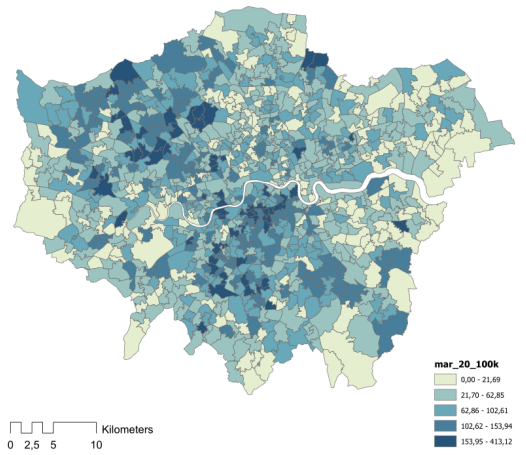 mar_20_100k
0,00 - 21,69
21,70 - 62,85
62,86 - 102,61
102,62 - 153,94
153,95 - 413,12
Kilometers
0 2,5 5 10